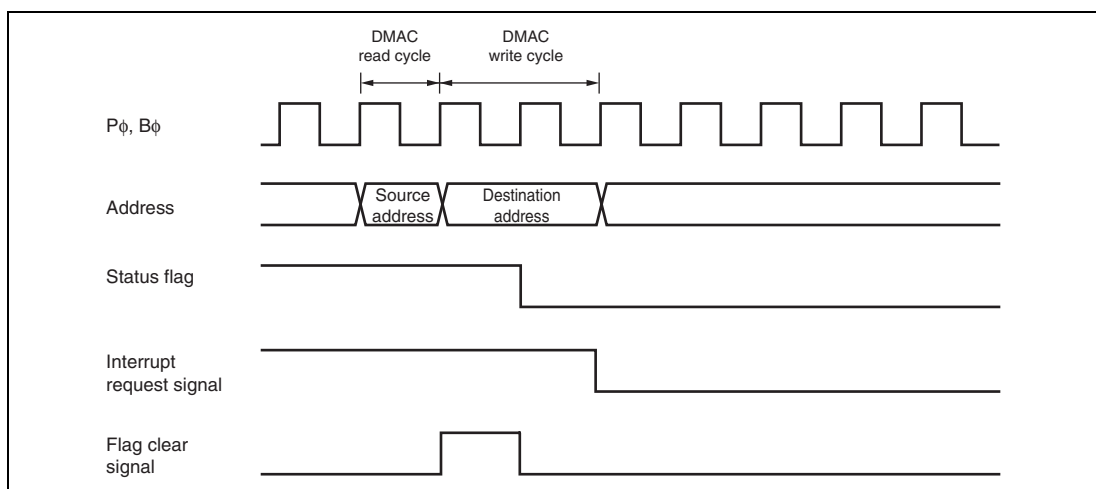 DMAC
read cycle
DMAC
write cycle
Pϕ, Bϕ
Address
Source
address
Destination
address
Status flag
Interrupt
request signal
Flag clear
signal